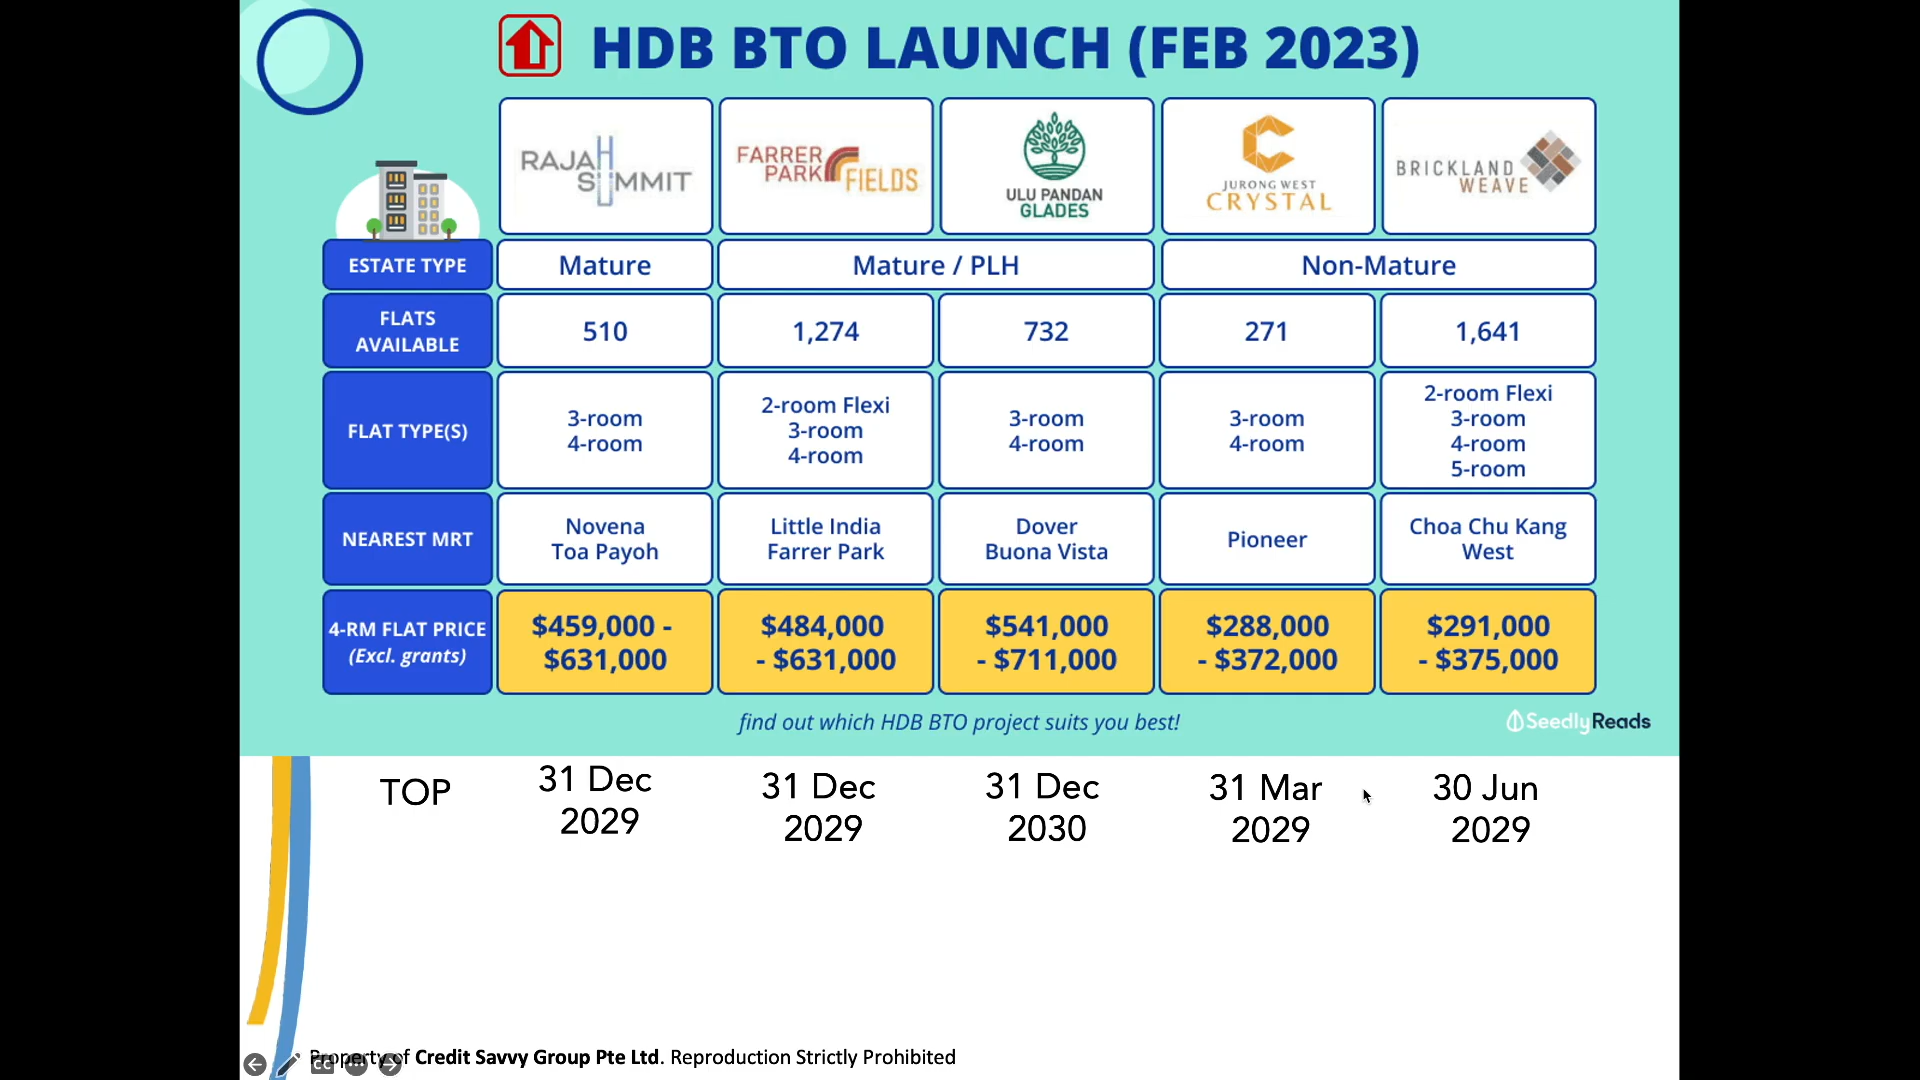 HDB BTO LAUNCH (FEB 2023)
RAJAH SUMMIT
FARRER PARK FIELDS
ULU PANDAN
GLADES
JURONG WEST
CRYSTAL
BRICKLAND
WEAVE
ESTATE TYPE
Mature
Mature / PLH
Non-Mature
FLATS
AVAILABLE
510
1,274
732
271
1,641
FLAT TYPE(S)
3-room
4-room
2-room Flexi
3-room
4-room
3-room
4-room
3-room
4-room
2-room Flexi
3-room
4-room
5-room
NEAREST MRT
Novena
Toa Payoh
Little India
Farrer Park
Dover
Buona Vista
Pioneer
Choa Chu Kang
West
4-RM FLAT PRICE
(Excl. grants)
$459,000 -
$631,000
$484,000
- $631,000
$541,000
- $711,000
$288,000
- $372,000
$291,000
- $375,000
find out which HDB BTO project suits you best!
SeedlyReads
TOP
31 Dec
2029
31 Dec
2029
31 Dec
2030
31 Mar
2029
30 Jun
2029
Property of Credit Savvy Group Pte Ltd. Reproduction Strictly Prohibited
CC